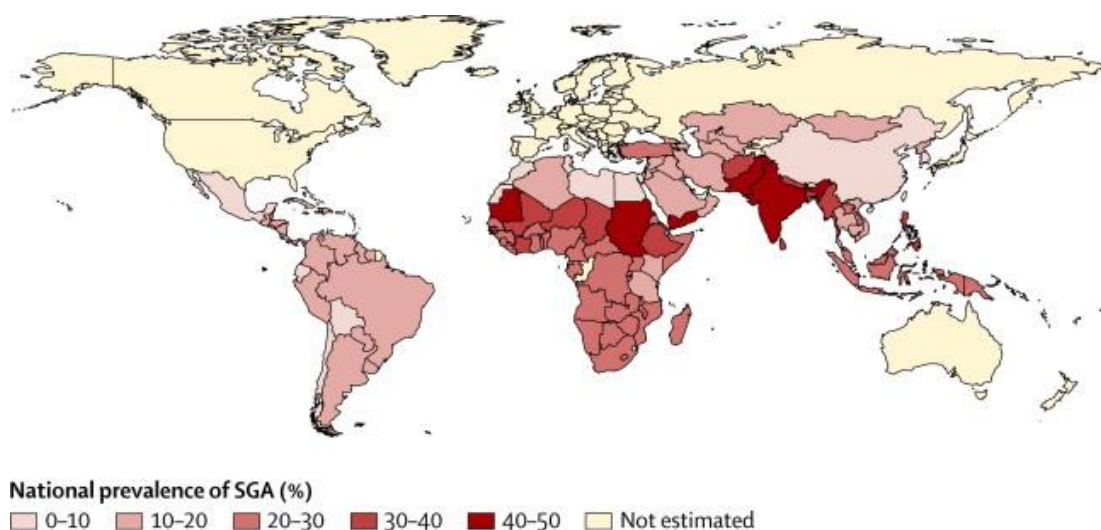 National prevalence of SGA (%)
0–10 10–20 20–30 30–40 40–50 Not estimated